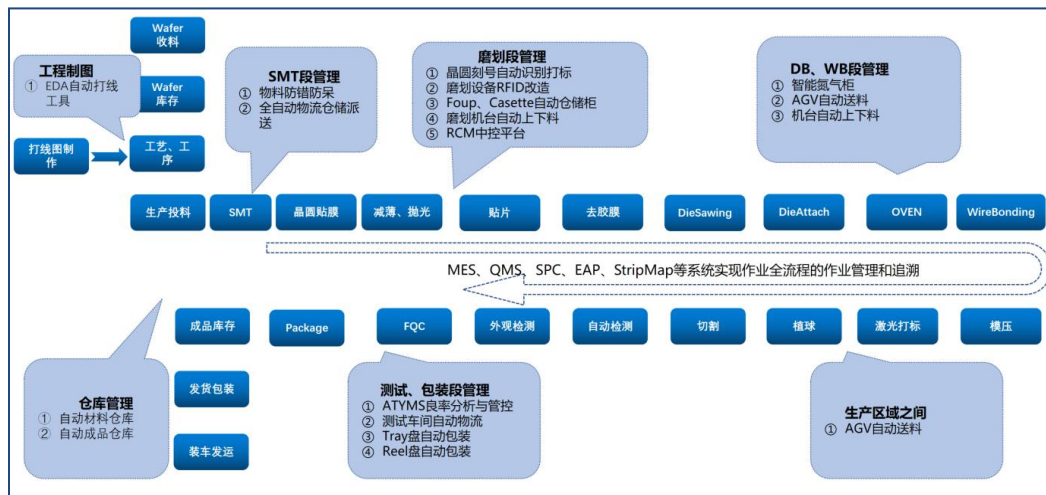 Wafer
收料
工程制图
① EDA自动打线
工具
Wafer
库存
打线图制
作
工艺、工
序
SMT段管理
① 物料防错防呆
② 全自动物流仓储派
送
磨划段管理
① 晶圆刻号自动识别打标
② 磨划设备RFID改造
③ Foup、Casette自动仓储柜
④ 磨划机台自动上下料
⑤ RCM中控平台
DB、WB段管理
① 智能氮气柜
② AGV自动送料
③ 机台自动上下料
生产投料
SMT
晶圆贴膜
减薄、抛光
贴片
去胶膜
DieSawing
DieAttach
OVEN
WireBonding
MES、QMS、SPC、EAP、StripMap等系统实现作业全流程的作业管理和追溯
成品库存
Package
FQC
外观检测
自动检测
切割
植球
激光打标
模压
发货包装
装车发运
仓库管理
① 自动材料仓库
② 自动成品仓库
测试、包装段管理
① ATYMS良率分析与管控
② 测试车间自动物流
③ Tray盘自动包装
④ Reel盘自动包装
生产区域之间
① AGV自动送料